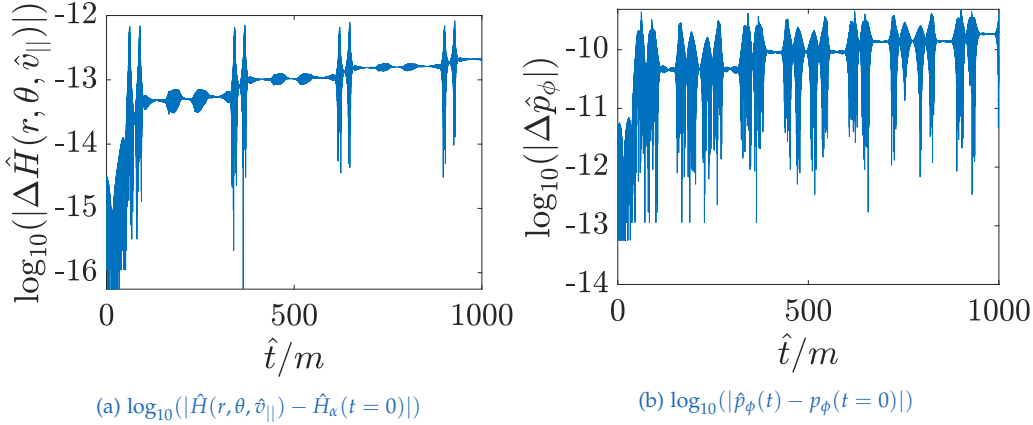 log₁₀(|ΔĤ(r, θ, v̂||)|)
-12
-13
-14
-15
-16
0
500
1000
t̂/m
(a) log₁₀(|Ĥ(r, θ, v̂||) − Ĥα(t = 0)|)
log₁₀(|Δp̂ϕ|)
-10
-11
-12
-13
-14
0
500
1000
t̂/m
(b) log₁₀(|p̂ϕ(t) − pϕ(t = 0)|)